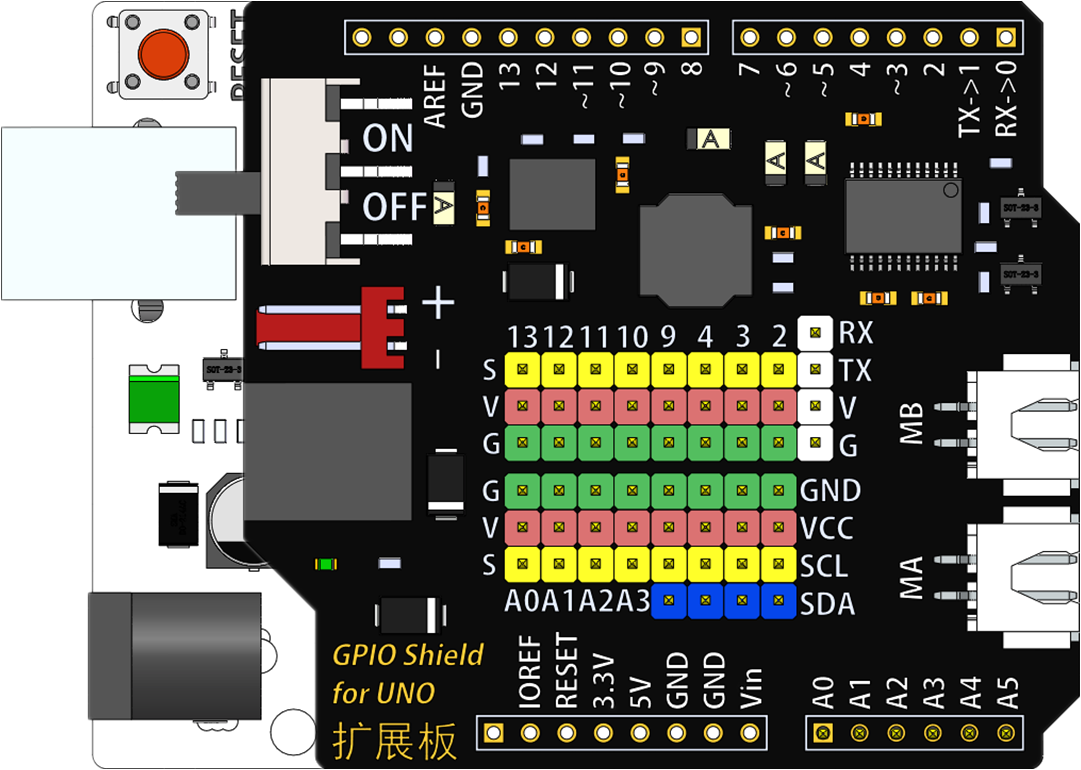 RESET
AREF GND 13 12 ~11 ~10 ~9 8 7 ~6 ~5 4 ~3 2 TX->1 RX->0
ON
OFF
A
A
A
A
C
C
C
C
C
C
C
SOT-23-3
SOT-23-3
SOT-23-3
+
-
13 12 11 10 9 4 3 2 RX
S TX
V V
G G
MB
G GND
V VCC
S SCL
A0 A1 A2 A3 SDA
MA
GPIO Shield
for UNO
扩展板
IOREF RESET 3.3V 5V GND GND Vin A0 A1 A2 A3 A4 A5